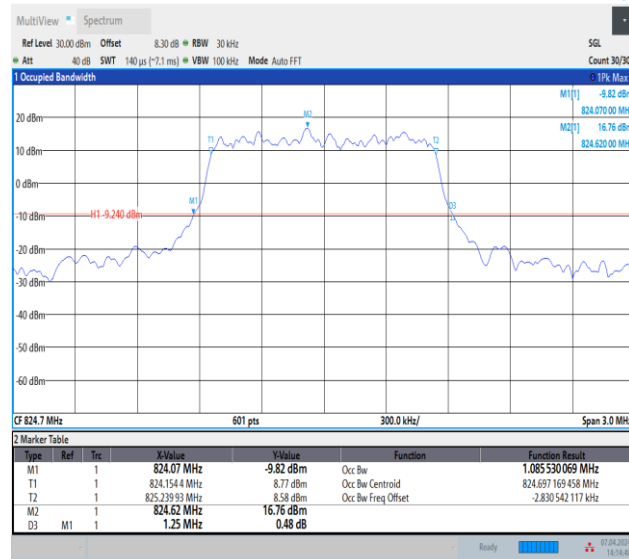 MultiView Spectrum
Ref Level 30.00 dBm Offset 8.30 dB RBW 30 kHz SGL
Att 40 dB SWT 140 µs (~7.1 ms) VBW 100 kHz Mode Auto FFT Count 30/30
1 Occupied Bandwidth 1Pk Max
M1[1] -9.82 dBm
824.070 00 MH
20 dBm
M2
M2[1] 16.76 dBm
824.620 00 MH
T1
T2
10 dBm
0 dBm
M1
D3
-10 dBm
H1 -9.240 dBm
-20 dBm
-30 dBm
-40 dBm
-50 dBm
-60 dBm
CF 824.7 MHz 601 pts 300.0 kHz/ Span 3.0 MHz
2 Marker Table
Type Ref Trc X-Value Y-Value Function Function Result
M1 1 824.07 MHz -9.82 dBm Occ Bw 1.085 530 069 MHz
T1 1 824.154 4 MHz 8.77 dBm Occ Bw Centroid 824.697 169 458 MHz
T2 1 825.239 93 MHz 8.58 dBm Occ Bw Freq Offset -2.830 542 117 kHz
M2 1 824.62 MHz 16.76 dBm
D3 M1 1 1.25 MHz 0.48 dB
Ready 07.04.202
14:14:4